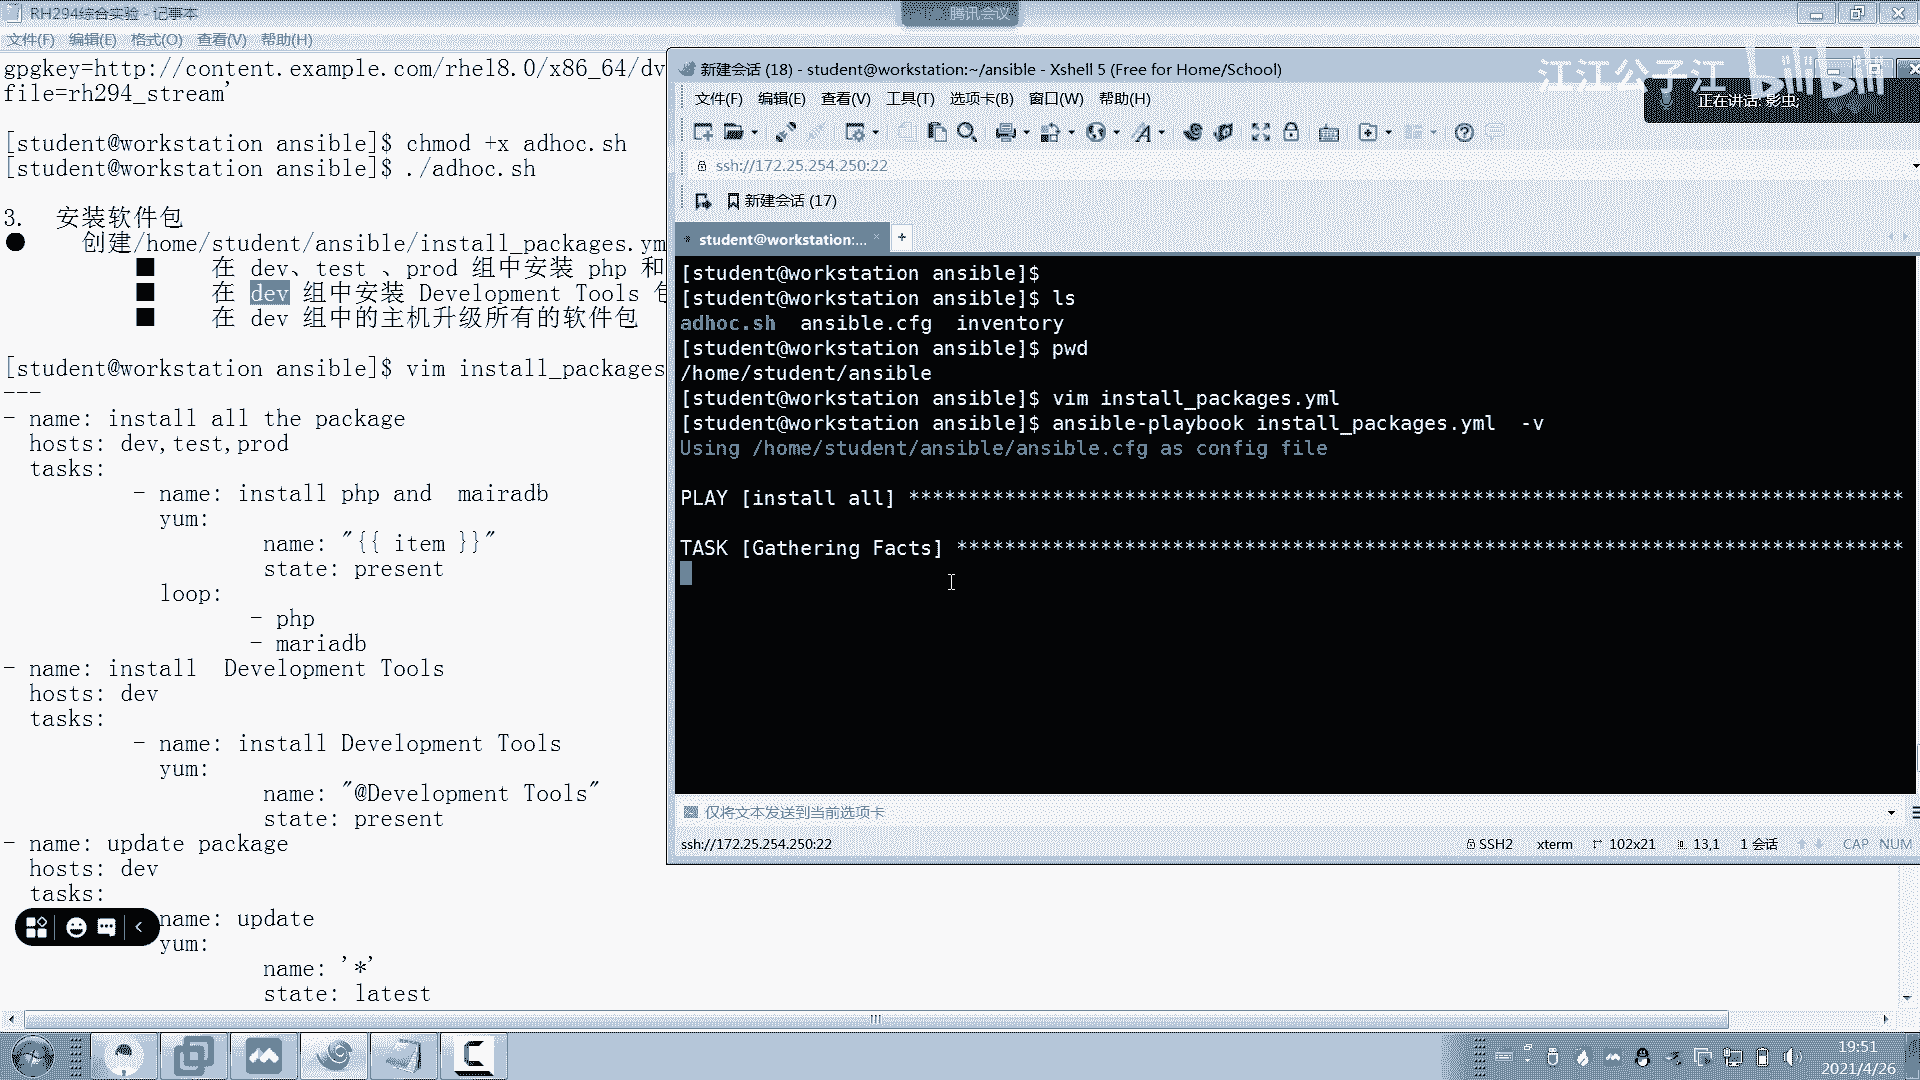 RH294综合实验 - 记事本
腾讯会议
文件(F) 编辑(E) 格式(O) 查看(V) 帮助(H)
gpgkey=http://content.example.com/rhel8.0/x86_64/dv
file=rh294_stream'
[student@workstation ansible]$ chmod +x adhoc.sh
[student@workstation ansible]$ ./adhoc.sh
3. 安装软件包
● 创建/home/student/ansible/install_packages.ym
■ 在 dev、test 、prod 组中安装 php 和
■ 在 dev 组中安装 Development Tools 包
■ 在 dev 组中的主机升级所有的软件包
[student@workstation ansible]$ vim install_packages
---
- name: install all the package
hosts: dev,test,prod
tasks:
- name: install php and mairadb
yum:
name: "{{ item }}"
state: present
loop:
- php
- mariadb
- name: install Development Tools
hosts: dev
tasks:
- name: install Development Tools
yum:
name: "@Development Tools"
state: present
- name: update package
hosts: dev
tasks:
name: update
yum:
name: '*'
state: latest
新建会话 (18) - student@workstation:~/ansible - Xshell 5 (Free for Home/School)
江江公子江 bilibili
正在讲话: 影虫;
文件(F) 编辑(E) 查看(V) 工具(T) 选项卡(B) 窗口(W) 帮助(H)
ssh://172.25.254.250:22
新建会话 (17)
student@workstation:... × +
[student@workstation ansible]$
[student@workstation ansible]$ ls
adhoc.sh ansible.cfg inventory
[student@workstation ansible]$ pwd
/home/student/ansible
[student@workstation ansible]$ vim install_packages.yml
[student@workstation ansible]$ ansible-playbook install_packages.yml -v
Using /home/student/ansible/ansible.cfg as config file
PLAY [install all] ***********************************************************************************
TASK [Gathering Facts] *******************************************************************************
仅将文本发送到当前选项卡
ssh://172.25.254.250:22 SSH2 xterm 102x21 13,1 1 会话 CAP NUM
19:51
2021/4/26